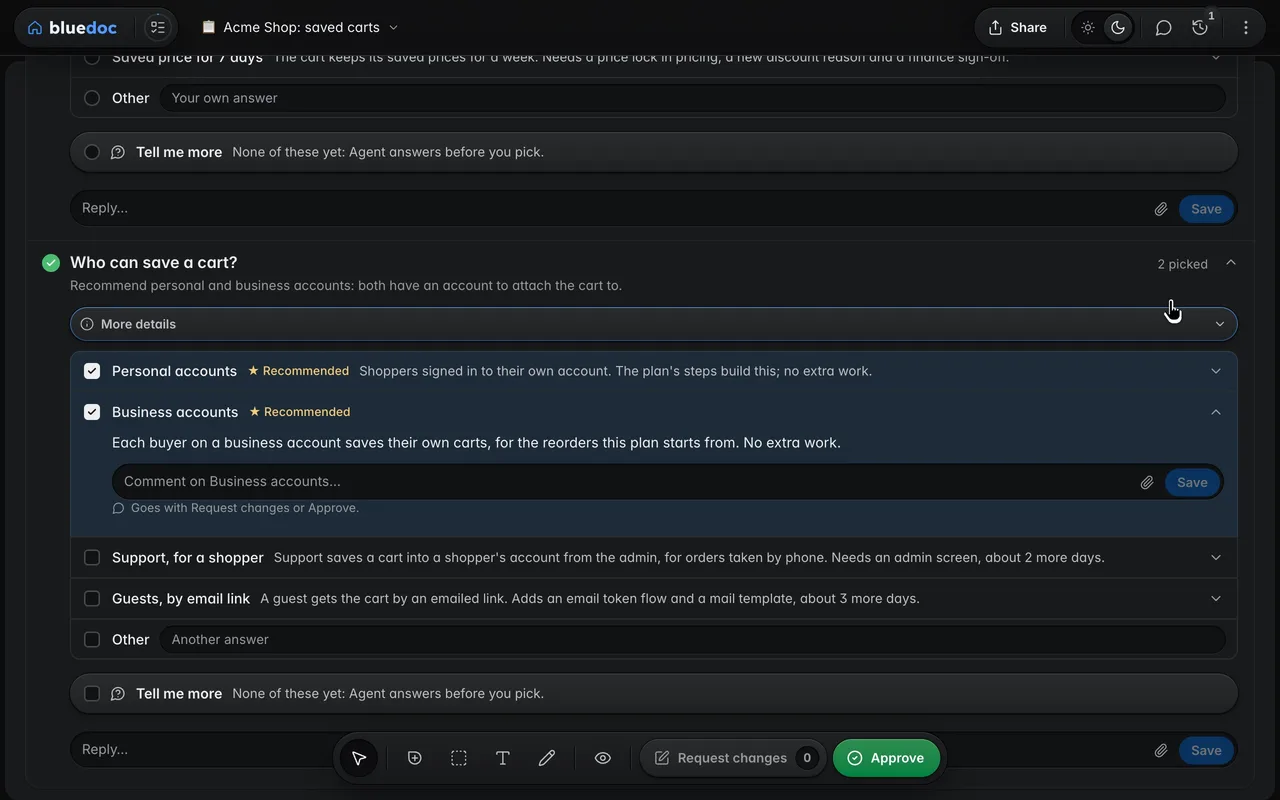 bluedoc
Acme Shop: saved carts
Share
1
Saved price for 7 days The cart keeps its saved prices for a week. Needs a price lock in pricing, a new discount reason and a finance sign-off.
Other Your own answer
Tell me more None of these yet: Agent answers before you pick.
Reply...
Save
Who can save a cart?
2 picked
Recommend personal and business accounts: both have an account to attach the cart to.
More details
Personal accounts ★ Recommended Shoppers signed in to their own account. The plan's steps build this; no extra work.
Business accounts ★ Recommended
Each buyer on a business account saves their own carts, for the reorders this plan starts from. No extra work.
Comment on Business accounts...
Save
Goes with Request changes or Approve.
Support, for a shopper Support saves a cart into a shopper's account from the admin, for orders taken by phone. Needs an admin screen, about 2 more days.
Guests, by email link A guest gets the cart by an emailed link. Adds an email token flow and a mail template, about 3 more days.
Other Another answer
Tell me more None of these yet: Agent answers before you pick.
Reply...
Save
Request changes 0
Approve